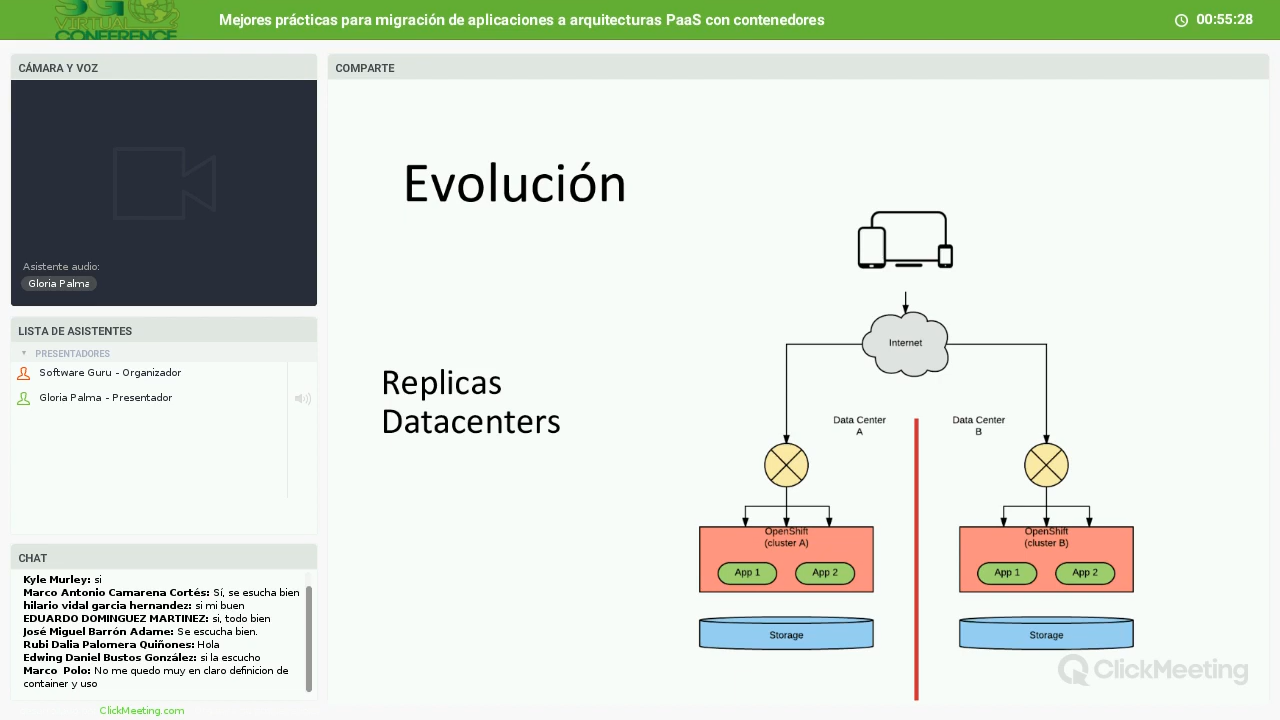 SG
VIRTUAL
CONFERENCE
Mejores prácticas para migración de aplicaciones a arquitecturas PaaS con contenedores
00:55:28
CÁMARA Y VOZ
Asistente audio:
Gloria Palma
LISTA DE ASISTENTES
PRESENTADORES
Software Guru - Organizador
Gloria Palma - Presentador
CHAT
Kyle Murley: si
Marco Antonio Camarena Cortés: Sí, se esucha bien
hilario vidal garcia hernandez: si mi buen
EDUARDO DOMINGUEZ MARTINEZ: si, todo bien
José Miguel Barrón Adame: Se escucha bien.
Rubi Dalia Palomera Quiñones: Hola
Edwing Daniel Bustos González: si la escucho
Marco Polo: No me quedo muy en claro definicion de
container y uso
ClickMeeting.com
COMPARTE
Evolución
Replicas
Datacenters
Internet
Data Center
A
Data Center
B
OpenShift
(cluster A)
App 1
App 2
Storage
OpenShift
(cluster B)
App 1
App 2
Storage
ClickMeeting